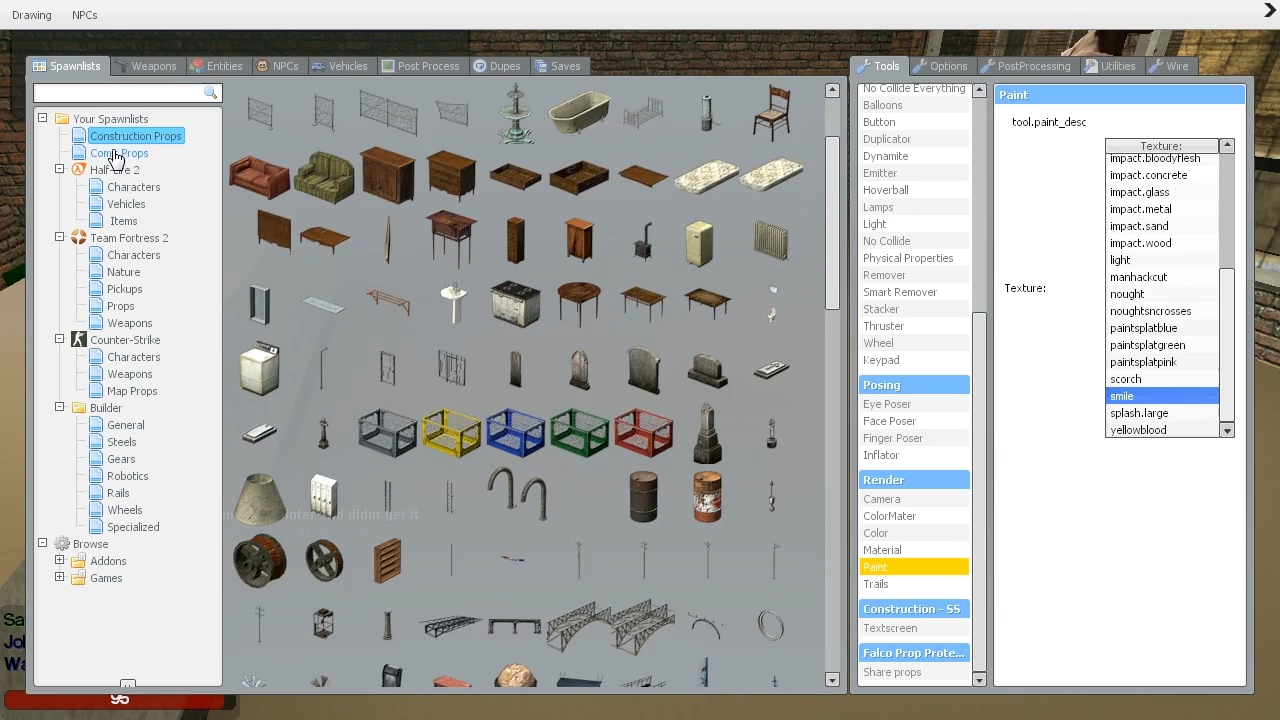 Drawing NPCs
Spawnlists Weapons Entities NPCs Vehicles Post Process Dupes Saves
Tools Options PostProcessing Utilities Wire
Your Spawnlists
Construction Props
Props
Characters
Vehicles
Items
Team Fortress 2
Characters
Nature
Pickups
Props
Weapons
Counter-Strike
Characters
Weapons
Map Props
Builder
General
Steels
Gears
Robotics
Rails
Wheels
Specialized
Browse
Addons
Games
and didnt get it
95
No Collide Everything
Balloons
Button
Duplicator
Dynamite
Emitter
Hoverball
Lamps
Light
No Collide
Physical Properties
Remover
Smart Remover
Stacker
Thruster
Wheel
Keypad
Posing
Eye Poser
Face Poser
Finger Poser
Inflator
Render
Camera
ColorMater
Color
Material
Paint
Trails
Construction - SS
Textscreen
Falco Prop Prote...
Share props
Paint
tool.paint_desc
Texture:
Texture:
impact.bloodyflesh
impact.concrete
impact.glass
impact.metal
impact.sand
impact.wood
light
manhackcut
nought
noughtsncrosses
paintsplatblue
paintsplatgreen
paintsplatpink
scorch
smile
splash.large
yellowblood